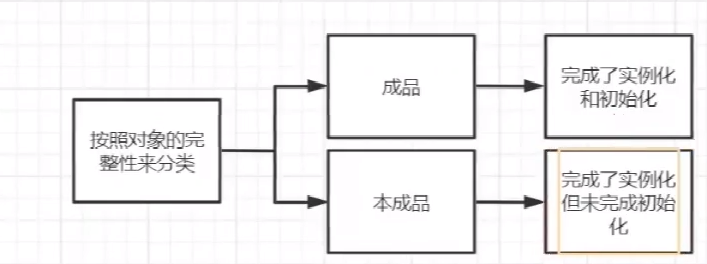 成品
完成了实例化
和初始化
按照对象的完
整性来分类
本成品
完成了实例化
但未完成初始
化